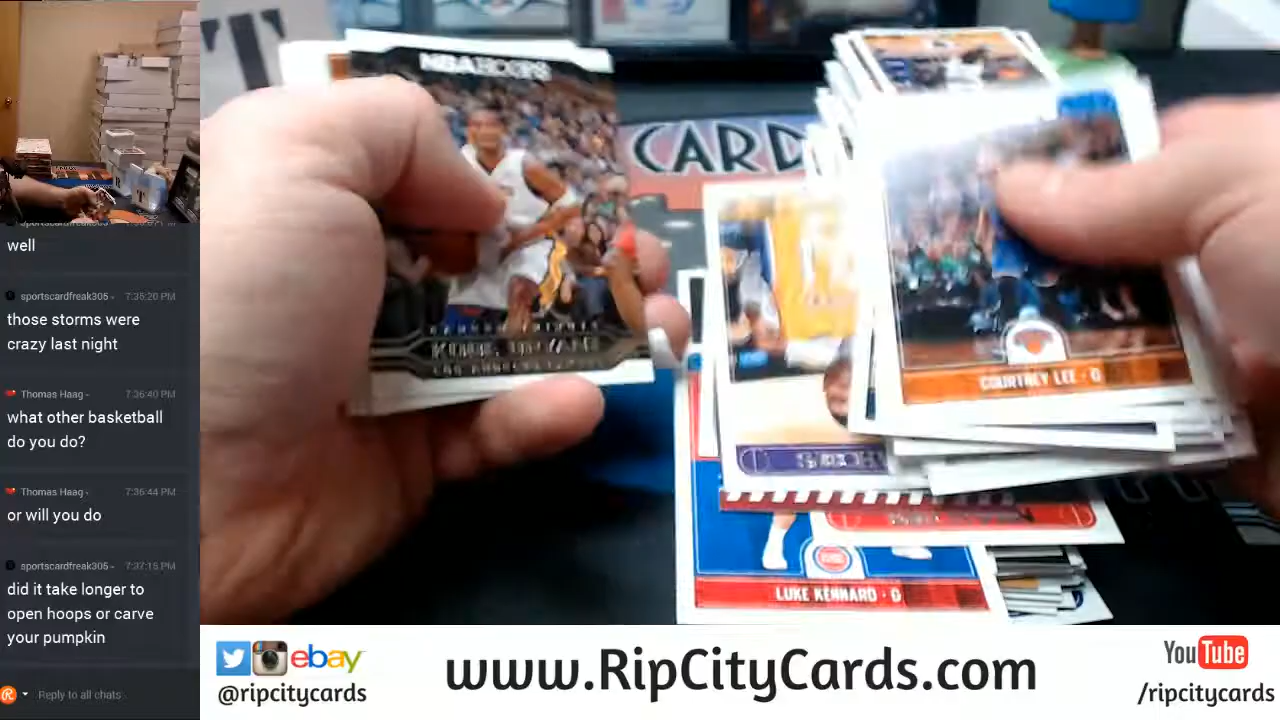 well
sportscardfreak305 - 7:35:20 PM
those storms were
crazy last night
Thomas Haag - 7:36:40 PM
what other basketball
do you do?
Thomas Haag - 7:36:44 PM
or will you do
sportscardfreak305 - 7:37:15 PM
did it take longer to
open hoops or carve
your pumpkin
Reply to all chats.
NBA HOOPS
KOBE BRYANT
LOS ANGELES
CARD
COURTNEY LEE • G
LUKE KENNARD • G
ebay
@ripcitycards
www.RipCityCards.com
YouTube
/ripcitycards